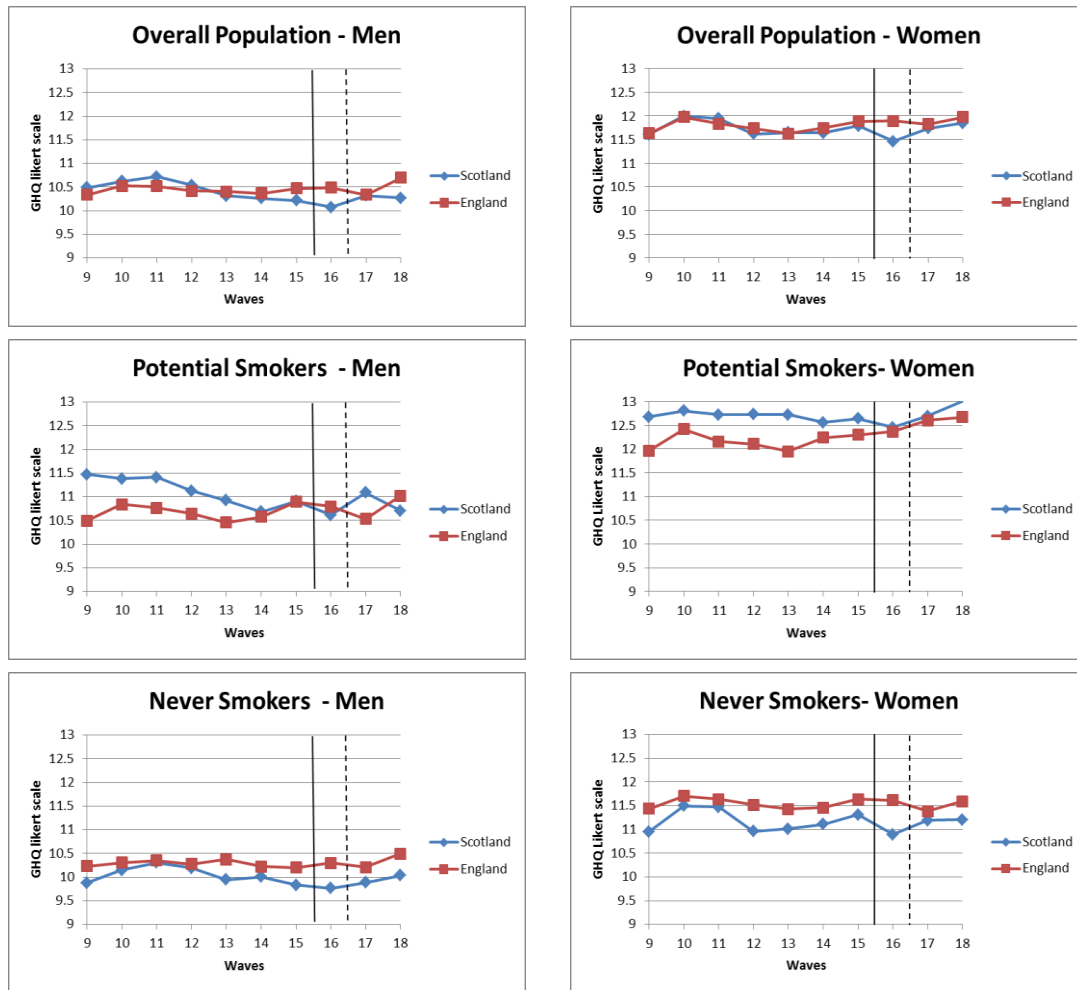 Overall Population - Men
GHQ likert scale
13
12.5
12
11.5
11
10.5
10
9.5
9
9 10 11 12 13 14 15 16 17 18
Waves
Scotland
England
Overall Population - Women
GHQ Likert scale
13
12.5
12
11.5
11
10.5
10
9.5
9
9 10 11 12 13 14 15 16 17 18
Waves
Scotland
England
Potential Smokers - Men
GHQ likert scale
13
12.5
12
11.5
11
10.5
10
9.5
9
9 10 11 12 13 14 15 16 17 18
Waves
Scotland
England
Potential Smokers- Women
GHQ Likert scale
13
12.5
12
11.5
11
10.5
10
9.5
9
9 10 11 12 13 14 15 16 17 18
Waves
Scotland
England
Never Smokers - Men
GHQ likert scale
13
12.5
12
11.5
11
10.5
10
9.5
9
9 10 11 12 13 14 15 16 17 18
Waves
Scotland
England
Never Smokers- Women
GHQ Likert scale
13
12.5
12
11.5
11
10.5
10
9.5
9
9 10 11 12 13 14 15 16 17 18
Waves
Scotland
England